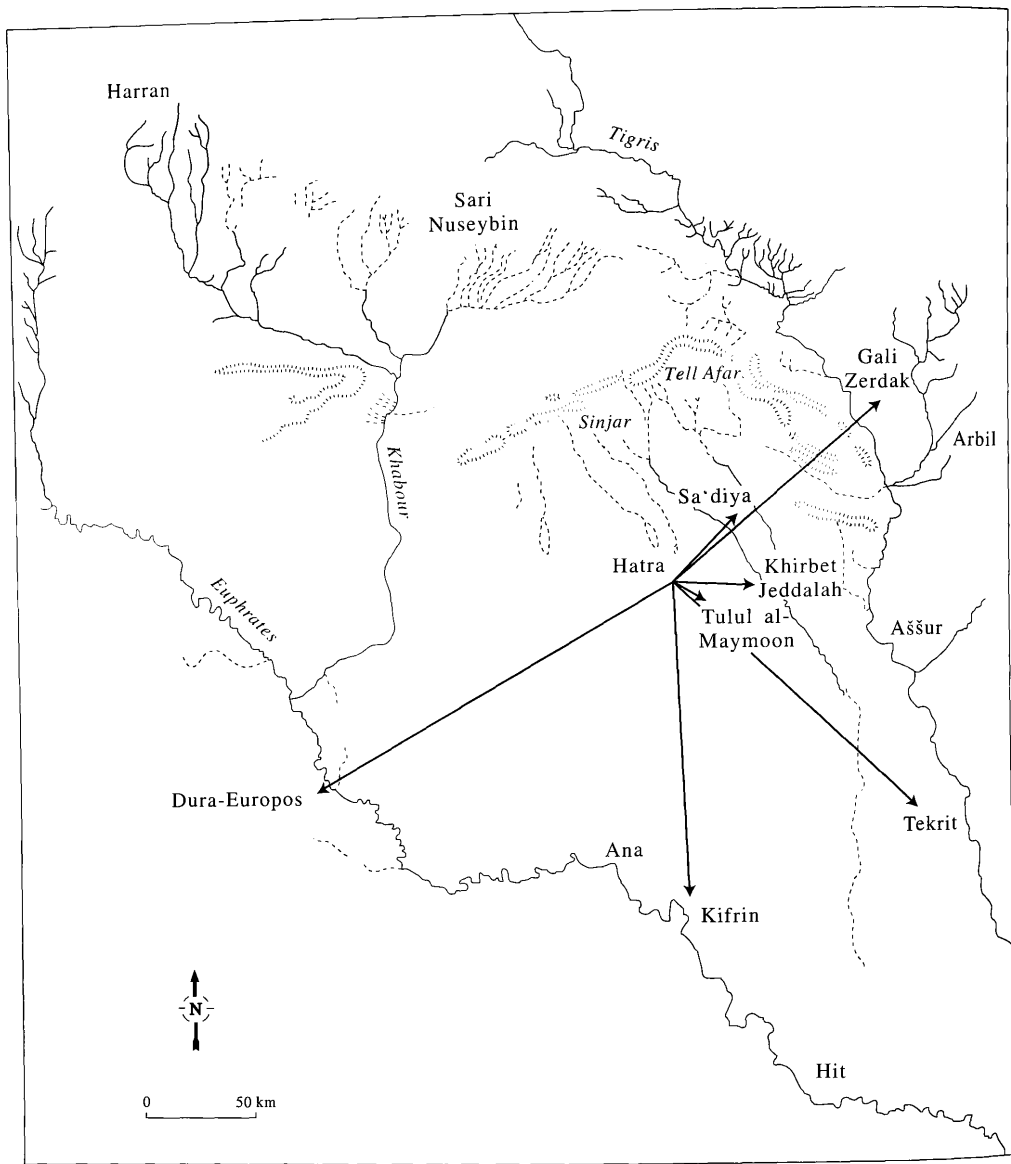 Harran
Tigris
Sari
Nuseybin
Gali
Zerdak
Tell Afar
Sinjar
Arbil
Khabour
Sa‘diya
Hatra
Khirbet
Jeddalah
Euphrates
Tulul al-
Maymoon
Aššur
Dura-Europos
Tekrit
Ana
Kifrin
N
Hit
0 50 km